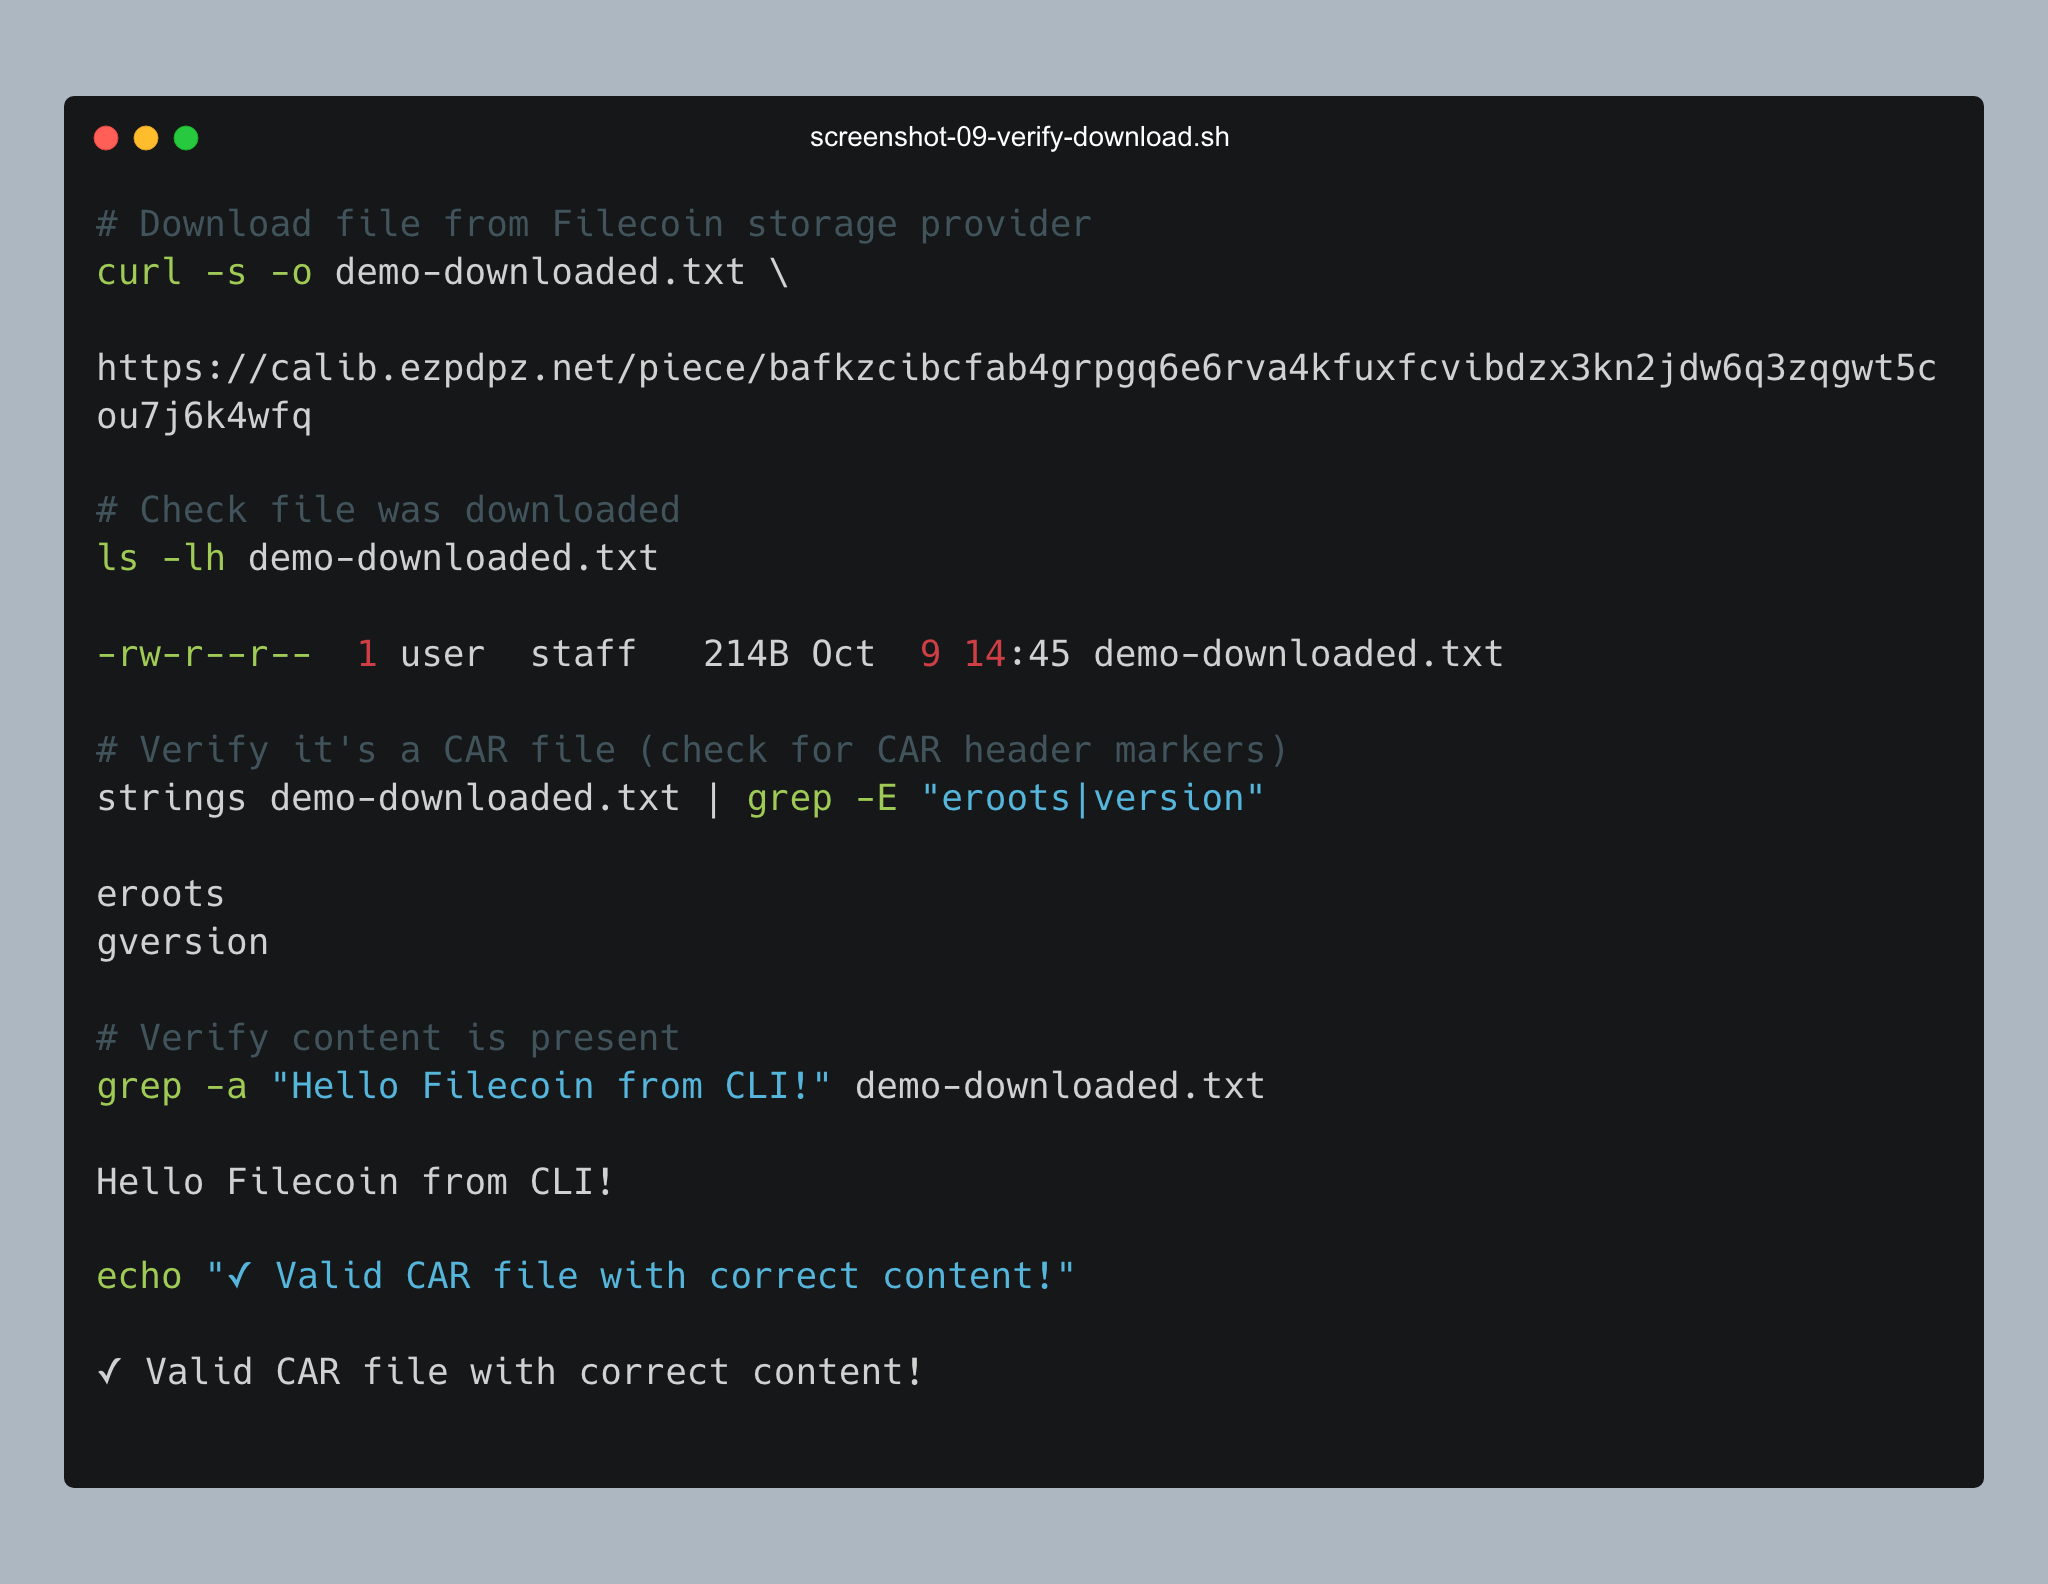 screenshot-09-verify-download.sh
# Download file from Filecoin storage provider
curl -s -o demo-downloaded.txt \
https://calib.ezpdpz.net/piece/bafkzcibcfab4grpgq6e6rva4kfuxfcvibdzx3kn2jdw6q3zqgwt5c
ou7j6k4wfq
# Check file was downloaded
ls -lh demo-downloaded.txt
-rw-r--r--  1 user  staff   214B Oct  9 14:45 demo-downloaded.txt
# Verify it's a CAR file (check for CAR header markers)
strings demo-downloaded.txt | grep -E "eroots|version"
eroots
gversion
# Verify content is present
grep -a "Hello Filecoin from CLI!" demo-downloaded.txt
Hello Filecoin from CLI!
echo "✓ Valid CAR file with correct content!"
✓ Valid CAR file with correct content!